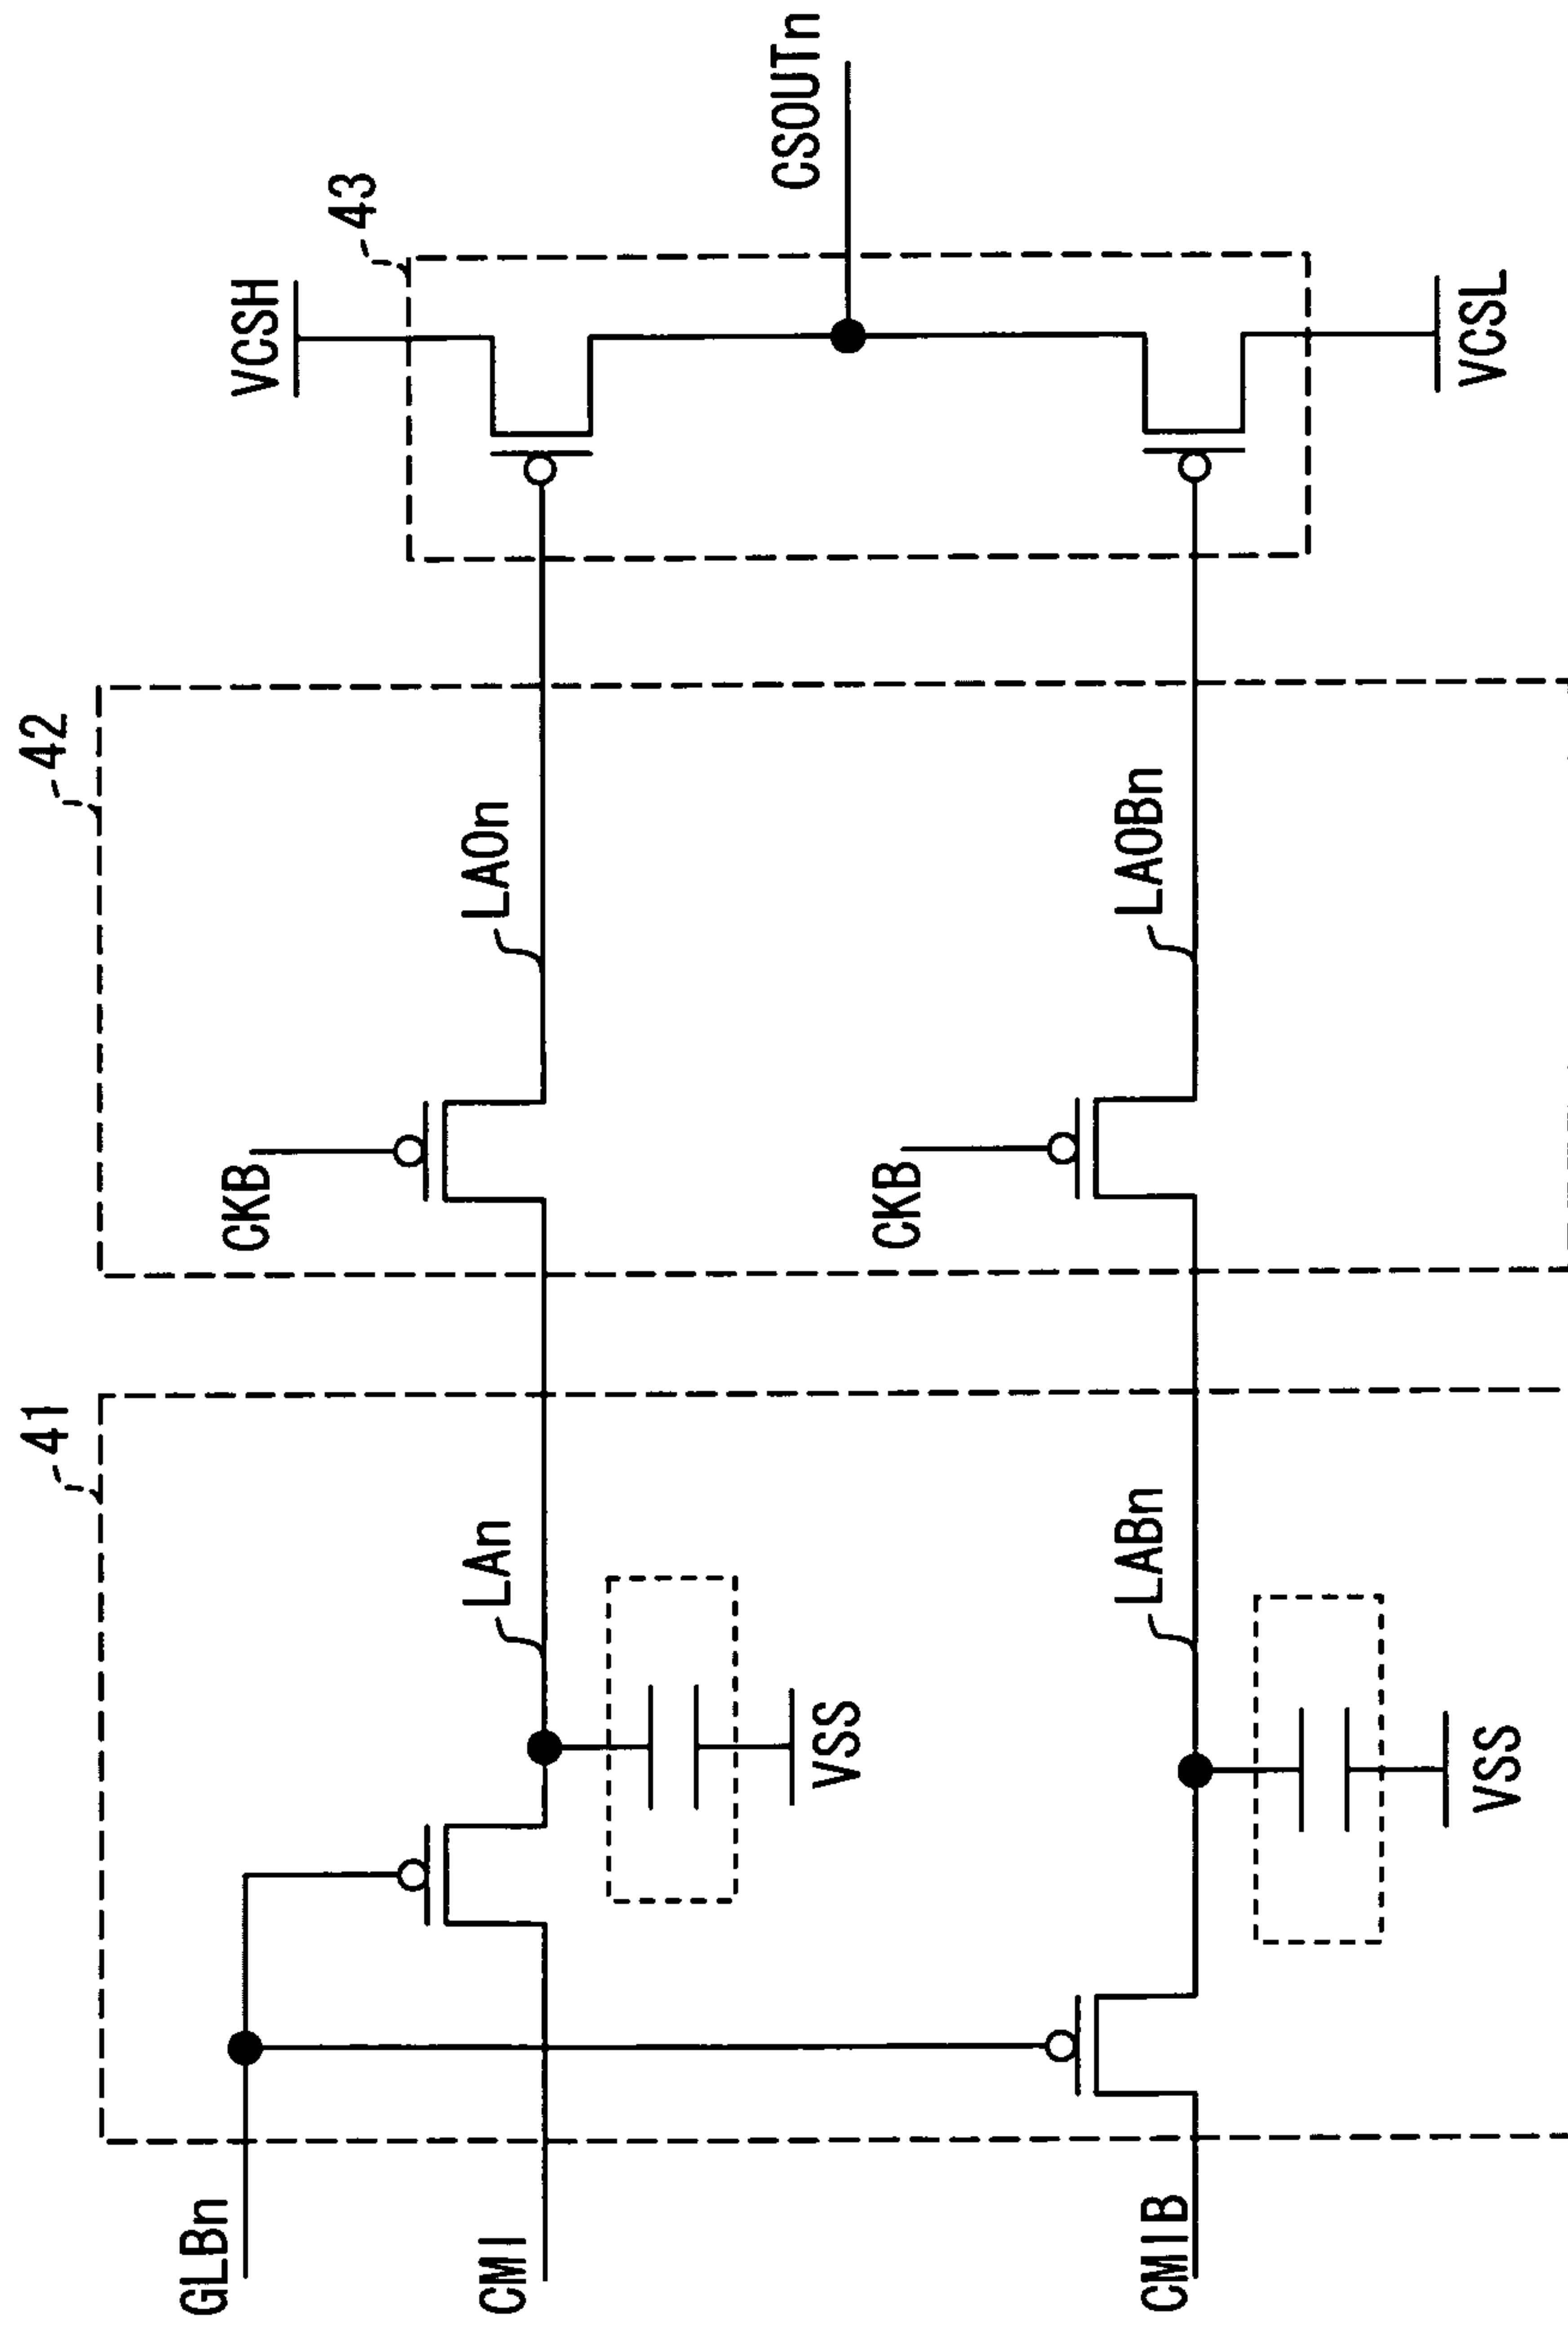 41
42
43
GLBn
CMI
CMIB
LAn
VSS
LABn
VSS
CKB
LAOn
CKB
LAOBn
VCSH
CSOUTn
VCSL